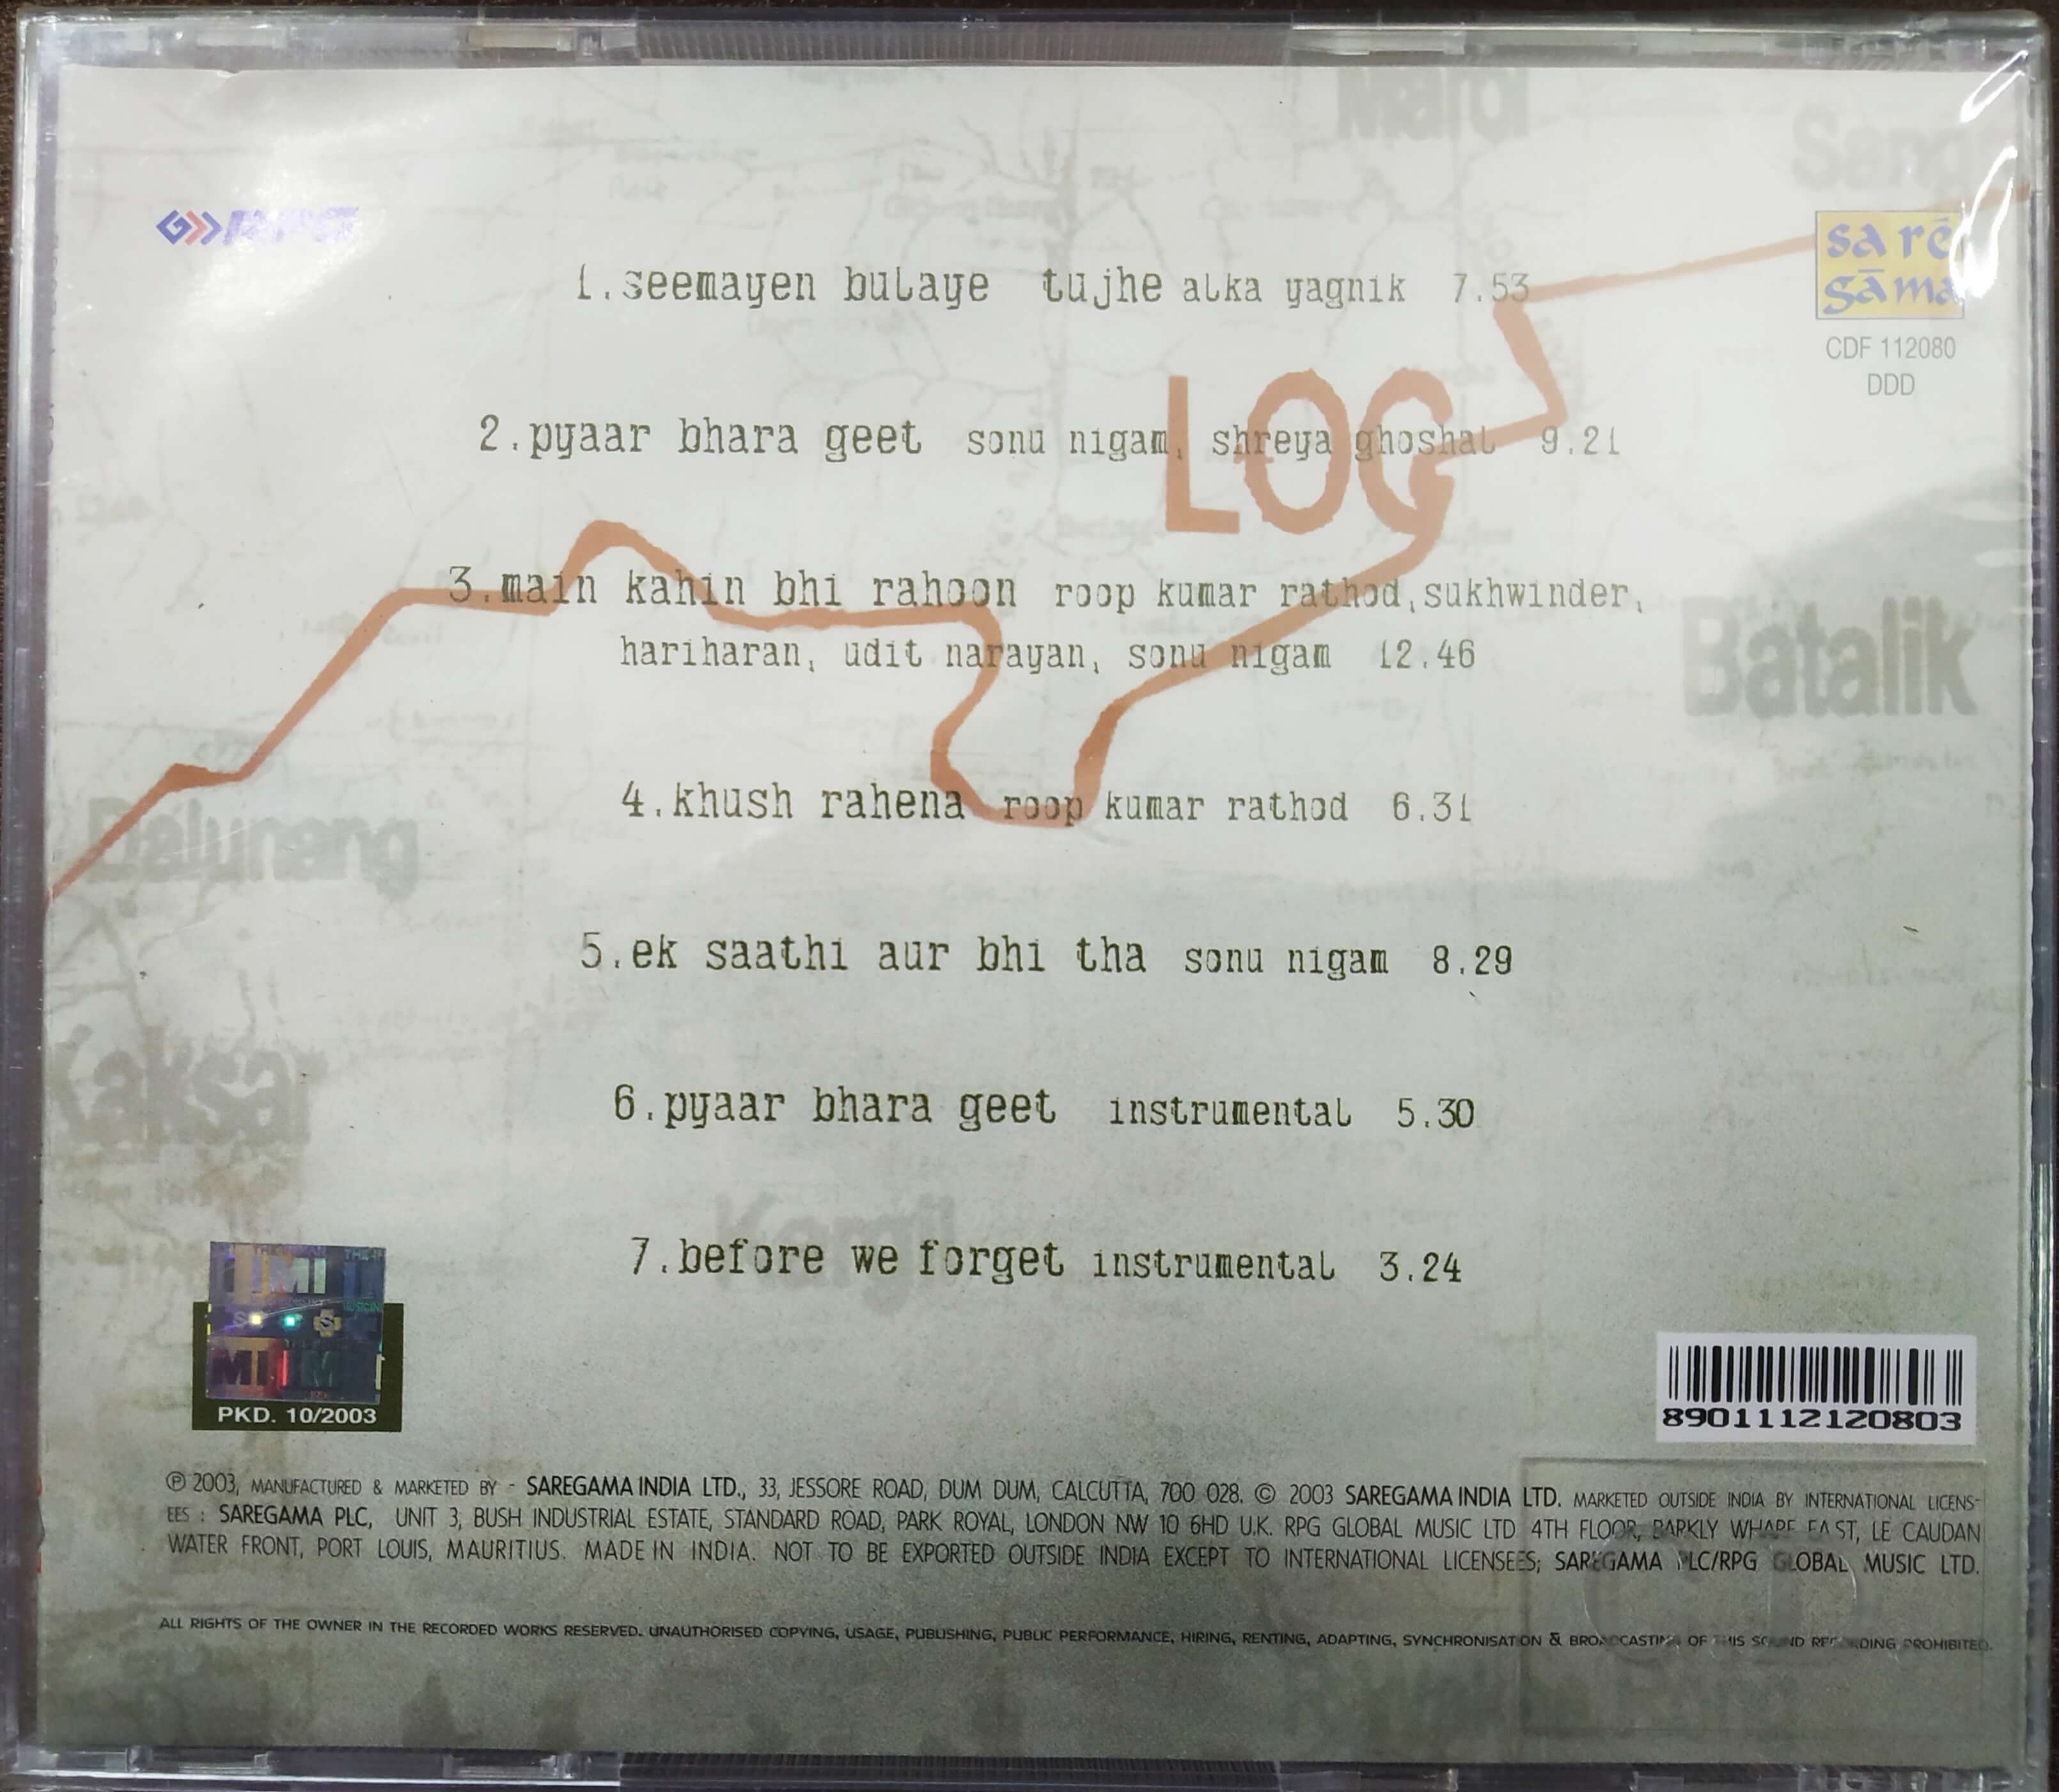 RPG
sa rē
gāma
CDF 112080
DDD
1.seemayen bulaye tujhe alka yagnik 7.53
LOC
2.pyaar bhara geet sonu nigam, shreya ghoshal 9.21
3.main kahin bhi rahoon roop kumar rathod,sukhwinder,
hariharan, udit narayan, sonu nigam 12.46
Batalik
4.khush rahena roop kumar rathod 6.31
Dalunang
5.ek saathi aur bhi tha sonu nigam 8.29
Kaksar
6.pyaar bhara geet instrumental 5.30
Kargil
7.before we forget instrumental 3.24
PKD. 10/2003
8901112120803
℗ 2003, MANUFACTURED & MARKETED BY - SAREGAMA INDIA LTD., 33, JESSORE ROAD, DUM DUM, CALCUTTA, 700 028. © 2003 SAREGAMA INDIA LTD. MARKETED OUTSIDE INDIA BY INTERNATIONAL LICENS-
EES : SAREGAMA PLC, UNIT 3, BUSH INDUSTRIAL ESTATE, STANDARD ROAD, PARK ROYAL, LONDON NW 10 6HD U.K. RPG GLOBAL MUSIC LTD 4TH FLOOR, BARKLY WHARF EAST, LE CAUDAN
WATER FRONT, PORT LOUIS, MAURITIUS. MADE IN INDIA. NOT TO BE EXPORTED OUTSIDE INDIA EXCEPT TO INTERNATIONAL LICENSEES; SAREGAMA PLC/RPG GLOBAL MUSIC LTD.
ALL RIGHTS OF THE OWNER IN THE RECORDED WORKS RESERVED. UNAUTHORISED COPYING, USAGE, PUBLISHING, PUBLIC PERFORMANCE, HIRING, RENTING, ADAPTING, SYNCHRONISATION & BROADCASTING OF THIS SOUND RECORDING PROHIBITED.